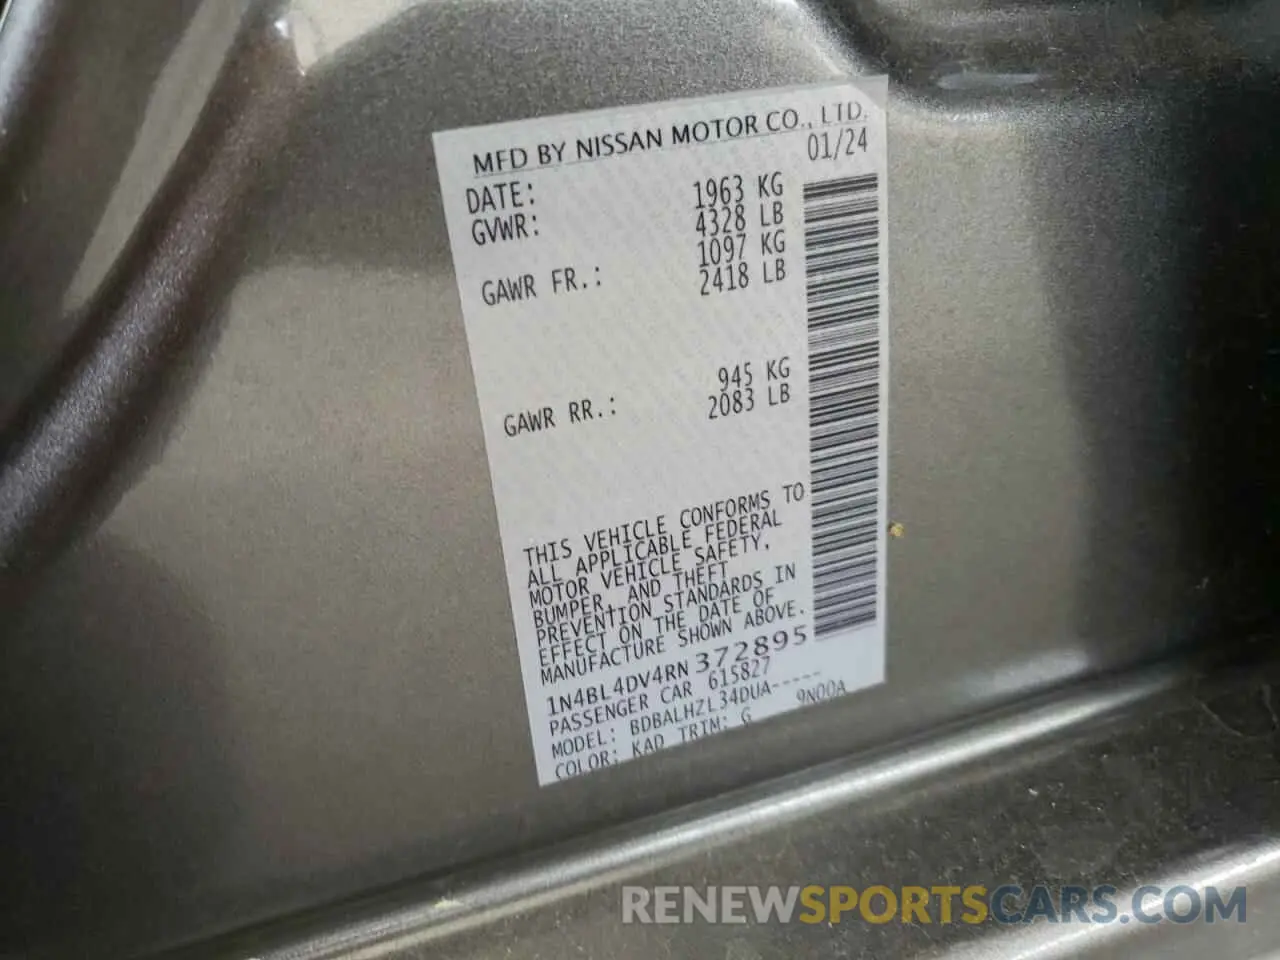 MFD BY NISSAN MOTOR CO., LTD.
DATE: 01/24
GVWR: 1963 KG
4328 LB
GAWR FR.: 1097 KG
2418 LB
GAWR RR.: 945 KG
2083 LB
THIS VEHICLE CONFORMS TO
ALL APPLICABLE FEDERAL
MOTOR VEHICLE SAFETY,
BUMPER, AND THEFT
PREVENTION STANDARDS IN
EFFECT ON THE DATE OF
MANUFACTURE SHOWN ABOVE.
1N4BL4DV4RN372895
PASSENGER CAR 615827
MODEL: BDBALHZL34DUA-----
COLOR: KAD TRIM: G 9N00A
RENEWSPORTSCARS.COM